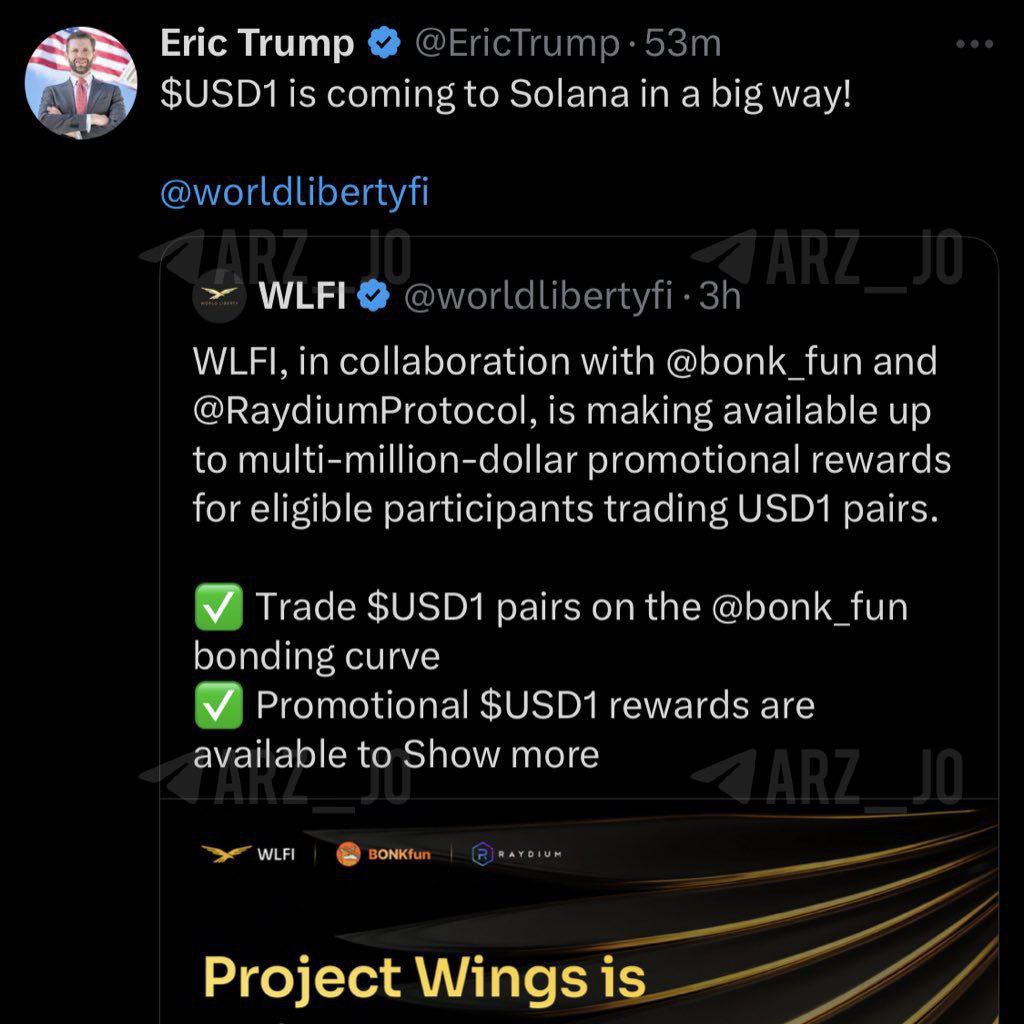 Eric Trump @EricTrump · 53m
$USD1 is coming to Solana in a big way!
@worldlibertyfi
ARZ_JO ARZ_JO
WORLD LIBERTY
WLFI @worldlibertyfi · 3h
WLFI, in collaboration with @bonk_fun and
@RaydiumProtocol, is making available up
to multi-million-dollar promotional rewards
for eligible participants trading USD1 pairs.
✅ Trade $USD1 pairs on the @bonk_fun
bonding curve
✅ Promotional $USD1 rewards are
available to Show more
ARZ_JO ARZ_JO
WLFI | BONKfun | RAYDIUM
Project Wings is